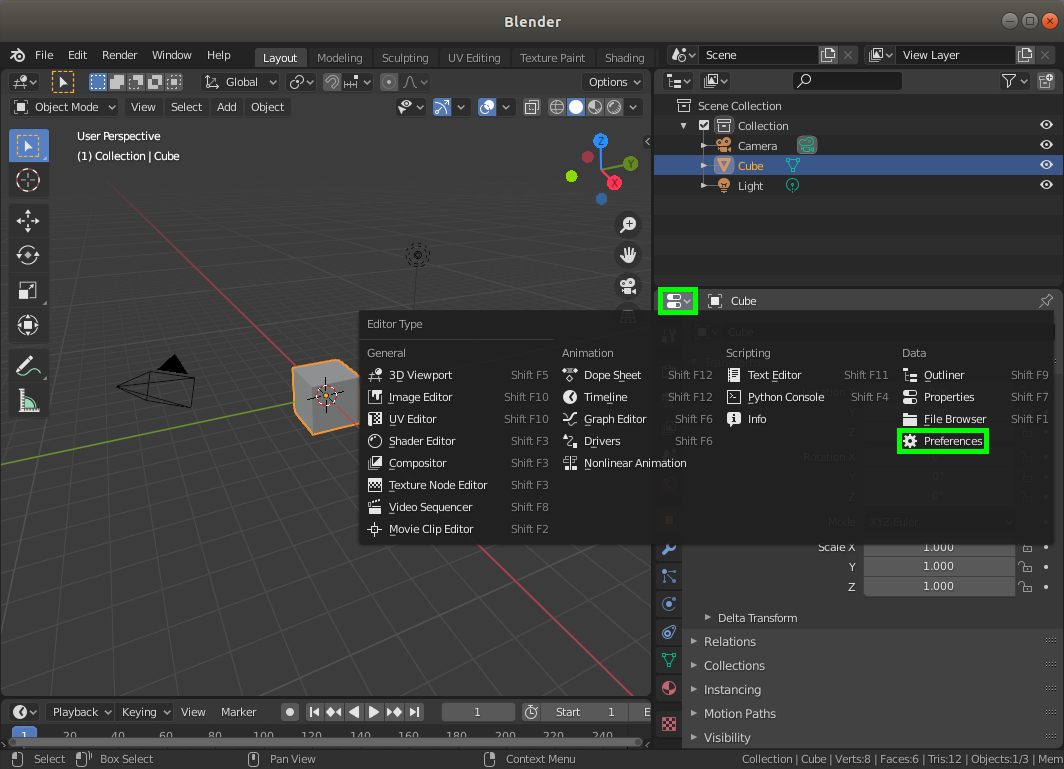 Blender
File Edit Render Window Help Layout Modeling Sculpting UV Editing Texture Paint Shading Scene View Layer
Global Options
Object Mode View Select Add Object
User Perspective
(1) Collection | Cube
Z
Y
X
Scene Collection
Collection
Camera
Cube
Light
Cube
Editor Type
General Animation Scripting Data
3D Viewport Shift F5 Dope Sheet Shift F12 Text Editor Shift F11 Outliner Shift F9
Image Editor Shift F10 Timeline Shift F12 Python Console Shift F4 Properties Shift F7
UV Editor Shift F10 Graph Editor Shift F6 Info File Browser Shift F1
Shader Editor Shift F3 Drivers Shift F6 Preferences
Compositor Shift F3 Nonlinear Animation
Texture Node Editor Shift F3
Video Sequencer Shift F8
Movie Clip Editor Shift F2
Mode XYZ Euler
Scale X 1.000
Y 1.000
Z 1.000
Delta Transform
Relations
Collections
Instancing
Motion Paths
Visibility
Playback Keying View Marker 1 Start 1 E
1 20 40 60 80 100 120 140 160 180 200 220 240
Select Box Select Pan View Context Menu Collection | Cube | Verts:8 | Faces:6 | Tris:12 | Objects:1/3 | Mem